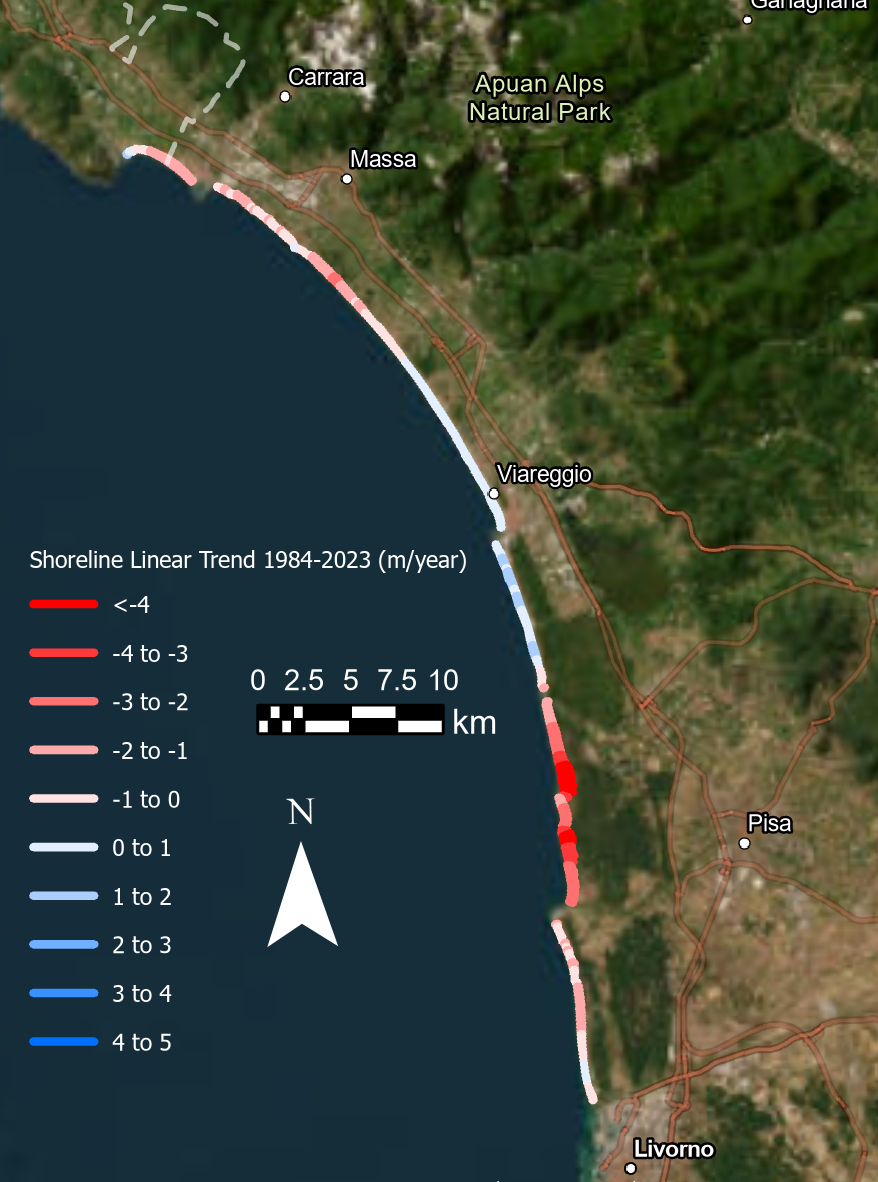 Carrara
Apuan Alps
Natural Park
Massa
Viareggio
Shoreline Linear Trend 1984-2023 (m/year)
<-4
-4 to -3
-3 to -2
-2 to -1
-1 to 0
0 to 1
1 to 2
2 to 3
3 to 4
4 to 5
0 2.5 5 7.5 10
km
N
Pisa
Livorno